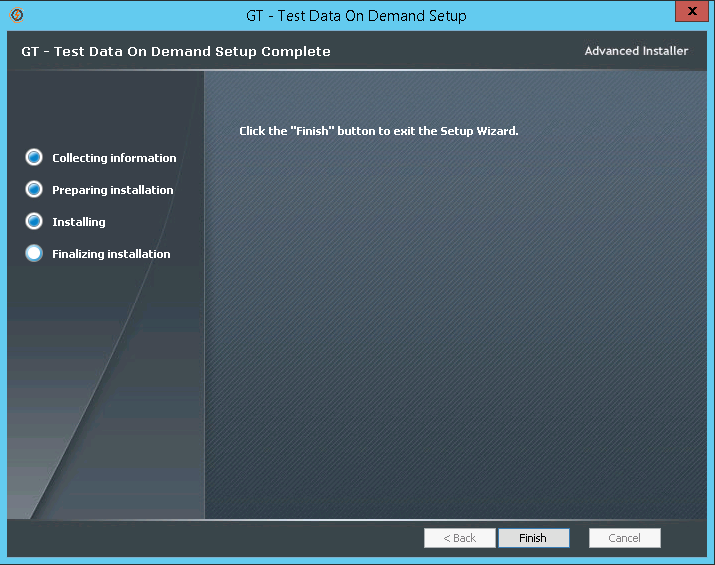 GT - Test Data On Demand Setup
x
GT - Test Data On Demand Setup Complete
Advanced Installer
Click the "Finish" button to exit the Setup Wizard.
Collecting information
Preparing installation
Installing
Finalizing installation
< Back
Finish
Cancel